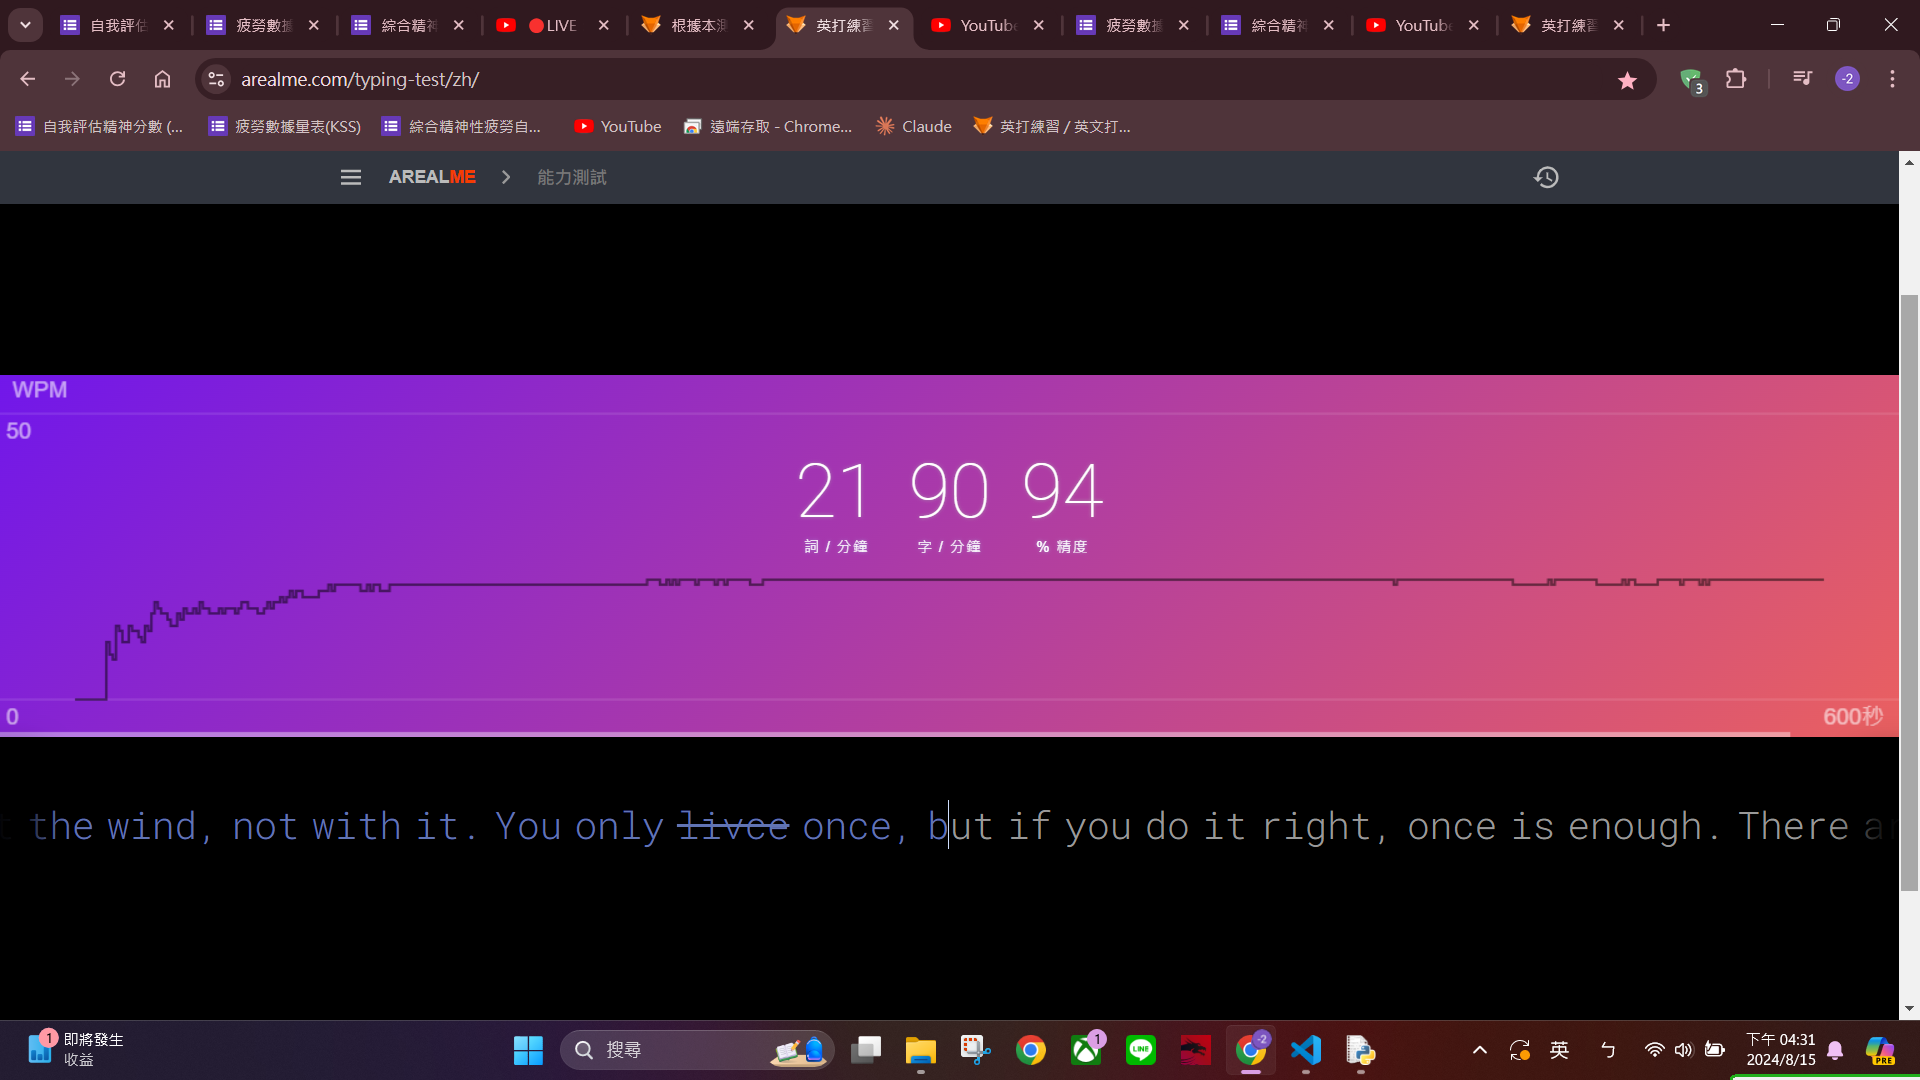 自我評估
疲勞數據
綜合精神
LIVE
根據本測
英打練習
YouTube
疲勞數據
綜合精神
YouTube
英打練習
arealme.com/typing-test/zh/
3
-2
自我評估精神分數 (...
疲勞數據量表(KSS)
綜合精神性疲勞自...
YouTube
遠端存取 - Chrome...
Claude
英打練習 / 英文打...
AREALME
能力測試
WPM
50
21 90 94
詞 / 分鐘 字 / 分鐘 % 精度
0
600秒
t the wind, not with it. You only livce once, but if you do it right, once is enough. There a
1
即將發生
收益
搜尋
1
LINE
-2
英
ㄅ
下午 04:31
2024/8/15
PRE